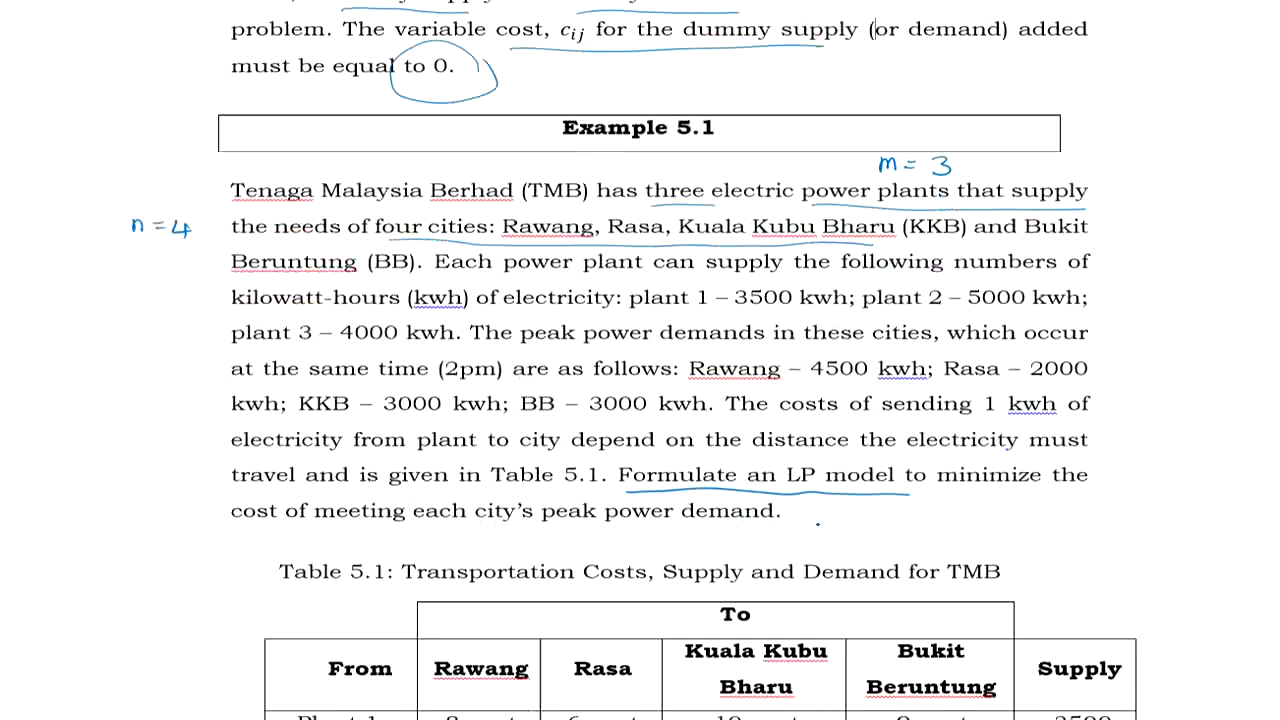 problem. The variable cost, cij for the dummy supply (or demand) added
must be equal to 0.
Example 5.1
m = 3
Tenaga Malaysia Berhad (TMB) has three electric power plants that supply
n = 4
the needs of four cities: Rawang, Rasa, Kuala Kubu Bharu (KKB) and Bukit
Beruntung (BB). Each power plant can supply the following numbers of
kilowatt-hours (kwh) of electricity: plant 1 – 3500 kwh; plant 2 – 5000 kwh;
plant 3 – 4000 kwh. The peak power demands in these cities, which occur
at the same time (2pm) are as follows: Rawang – 4500 kwh; Rasa – 2000
kwh; KKB – 3000 kwh; BB – 3000 kwh. The costs of sending 1 kwh of
electricity from plant to city depend on the distance the electricity must
travel and is given in Table 5.1. Formulate an LP model to minimize the
cost of meeting each city’s peak power demand.
Table 5.1: Transportation Costs, Supply and Demand for TMB
To
From Rawang Rasa Kuala Kubu Bharu Bukit Beruntung Supply